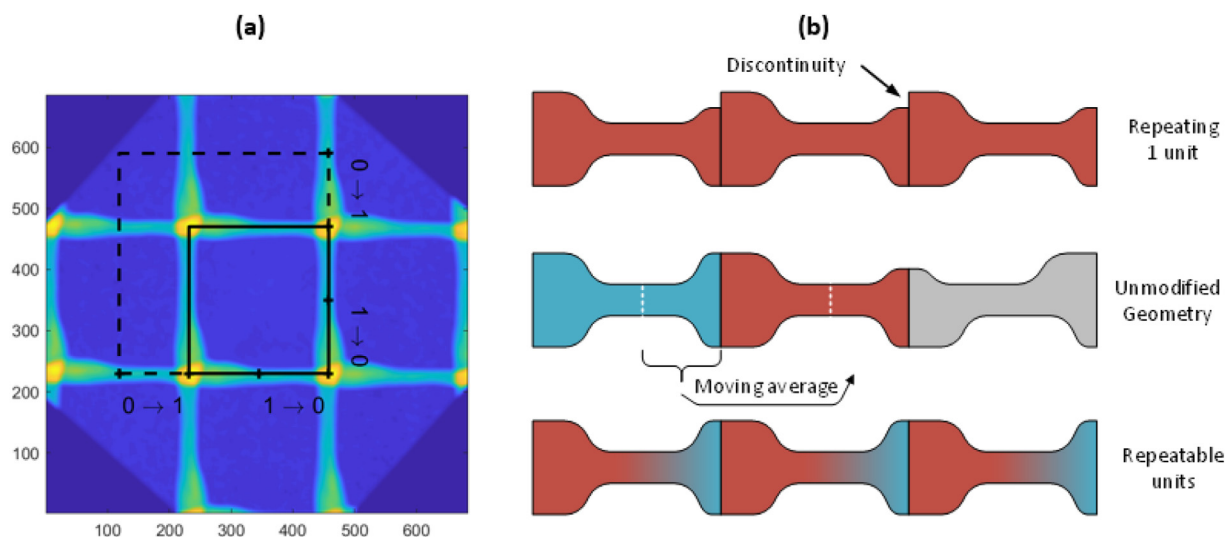 (a)
(b)
600
500
400
300
200
100
100
200
300
400
500
600
0 → 1
1 → 0
0 → 1
1 → 0
Discontinuity
Repeating
1 unit
Unmodified
Geometry
Moving average
Repeatable
units